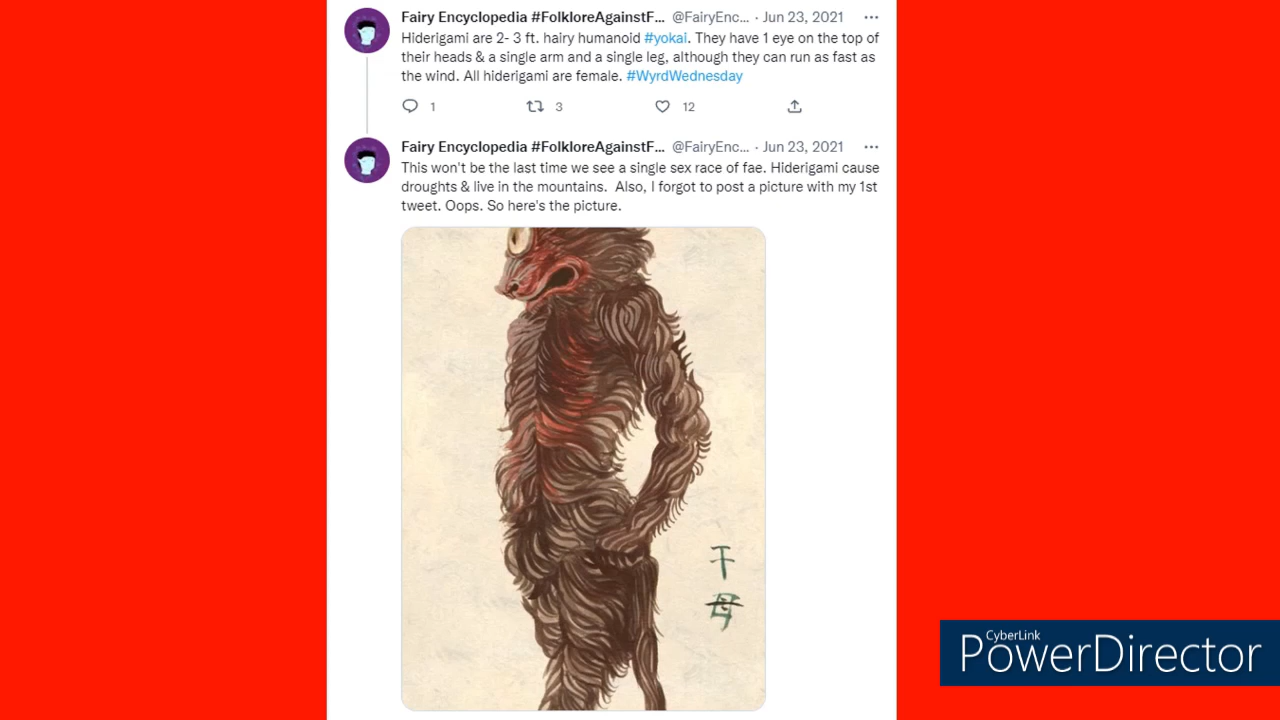 Fairy Encyclopedia #FolkloreAgainstF... @FairyEnc... · Jun 23, 2021
Hiderigami are 2- 3 ft. hairy humanoid #yokai. They have 1 eye on the top of
their heads & a single arm and a single leg, although they can run as fast as
the wind. All hiderigami are female. #WyrdWednesday
1 3 12
Fairy Encyclopedia #FolkloreAgainstF... @FairyEnc... · Jun 23, 2021
This won't be the last time we see a single sex race of fae. Hiderigami cause
droughts & live in the mountains. Also, I forgot to post a picture with my 1st
tweet. Oops. So here's the picture.
干母
CyberLink
PowerDirector